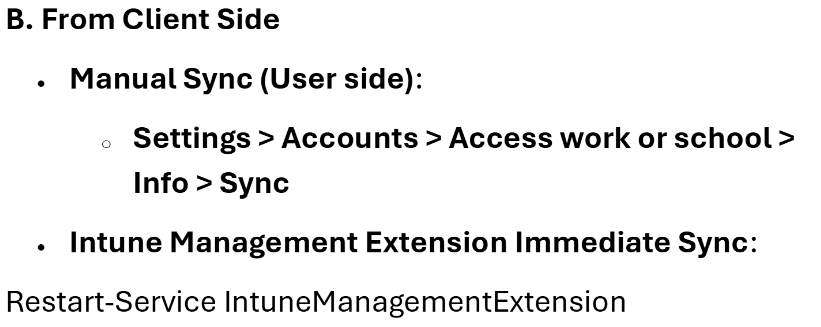 B. From Client Side
• Manual Sync (User side):
○ Settings > Accounts > Access work or school >
Info > Sync
• Intune Management Extension Immediate Sync:
Restart-Service IntuneManagementExtension